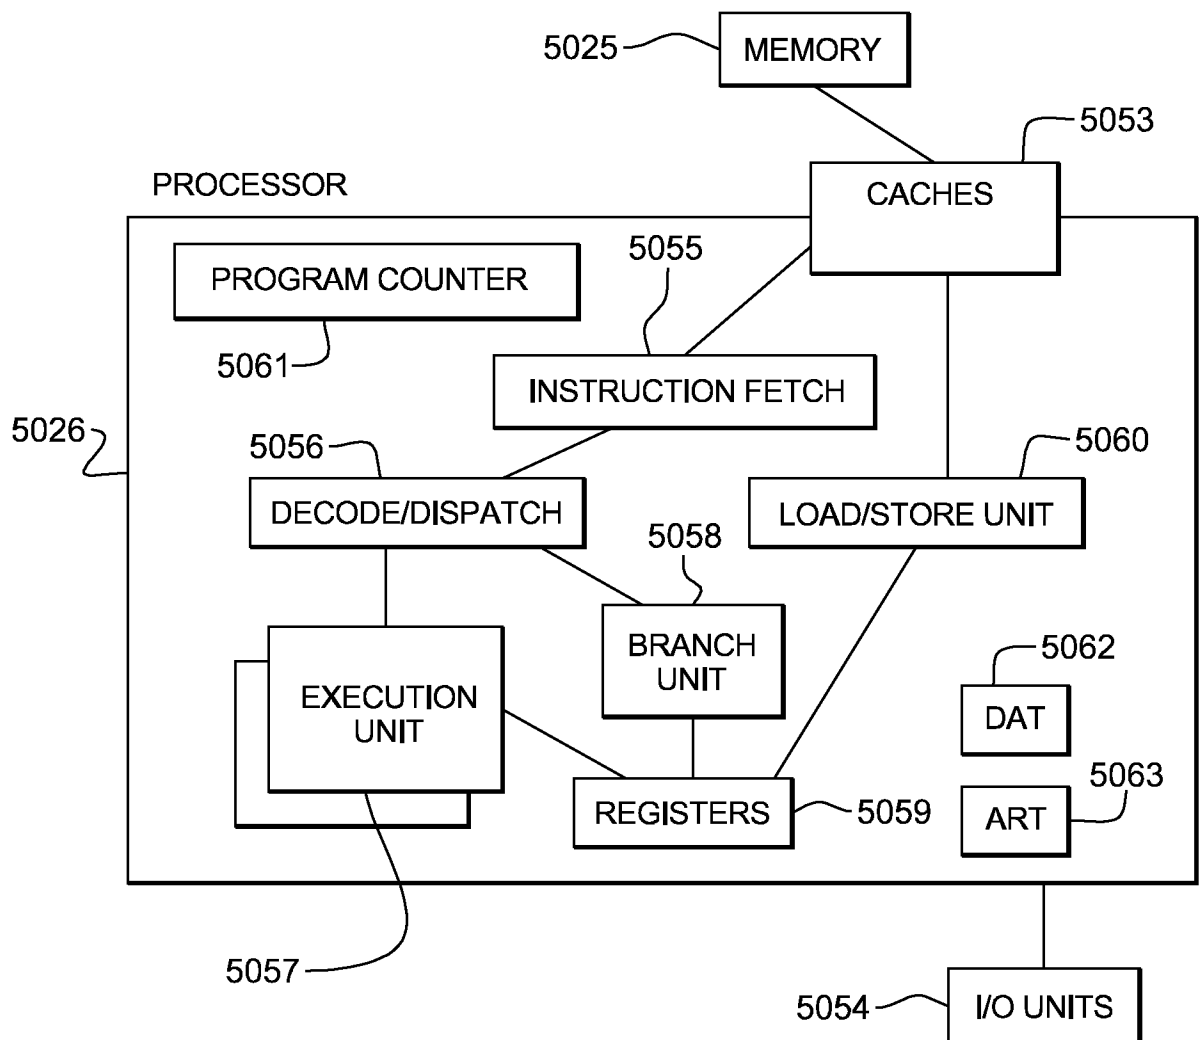 5025
MEMORY
5053
PROCESSOR
CACHES
PROGRAM COUNTER
5055
5061
INSTRUCTION FETCH
5026
5056
5060
DECODE/DISPATCH
LOAD/STORE UNIT
5058
BRANCH
UNIT
5062
EXECUTION
UNIT
DAT
5063
REGISTERS
5059
ART
5057
5054
I/O UNITS